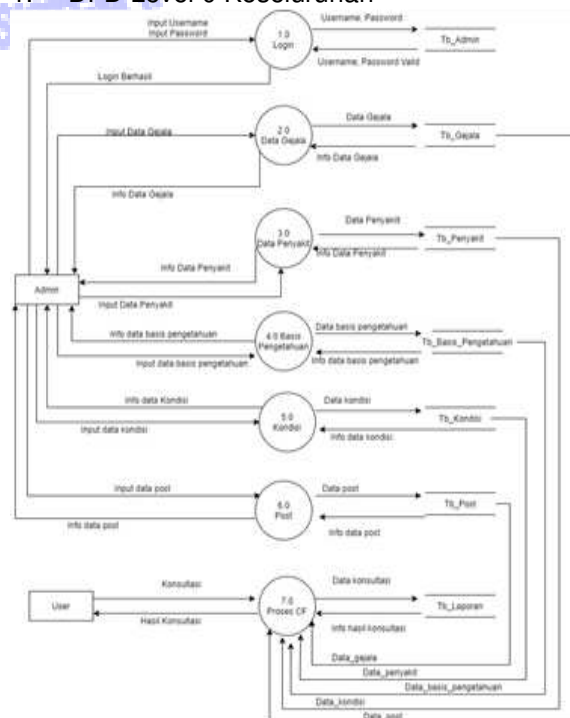 DFD Level 0 Keseluruhan
Input Username
Input Password
Username, Password
1.0
Login
Tb_Admin
Username, Password Valid
Login Berhasil
Data Gejala
Input Data Gejala
2.0
Data Gejala
Tb_Gejala
Info Data Gejala
Info Data Gejala
Data Penyakit
3.0
Data Penyakit
Tb_Penyakit
Info Data Penyakit
Info Data Penyakit
Admin
Input Data Penyakit
Info data basis pengetahuan
4.0 Basis
Pengetahuan
Data basis pengetahuan
Tb_Basis_Pengetahuan
Input data basis pengetahuan
Info data basis pengetahuan
Info data Kondisi
Data kondisi
5.0
Kondisi
Tb_Kondisi
Input data kondisi
Info data kondisi
Input data post
Data post
6.0
Post
Tb_Post
Info data post
Info data post
Konsultasi
Data konsultasi
User
7.0
Proses CF
Tb_Laporan
Hasil Konsultasi
Info hasil konsultasi
Data_gejala
Data_penyakit
Data_basis_pengetahuan
Data_kondisi
Data_post